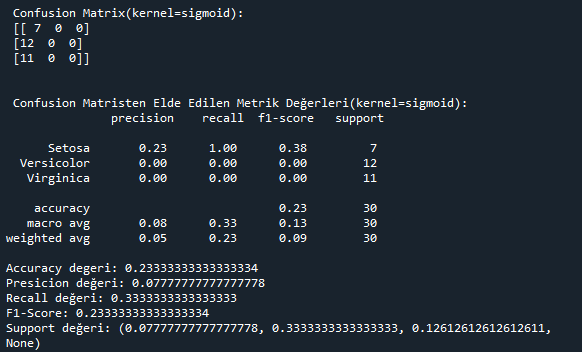 Confusion Matrix(kernel=sigmoid):
[[ 7 0 0]
[12 0 0]
[11 0 0]]
Confusion Matristen Elde Edilen Metrik Değerleri(kernel=sigmoid):
precision recall f1-score support
Setosa 0.23 1.00 0.38 7
Versicolor 0.00 0.00 0.00 12
Virginica 0.00 0.00 0.00 11
accuracy 0.23 30
macro avg 0.08 0.33 0.13 30
weighted avg 0.05 0.23 0.09 30
Accuracy degeri: 0.23333333333333334
Presicion değeri: 0.07777777777777778
Recall değeri: 0.3333333333333333
F1-Score: 0.23333333333333334
Support değeri: (0.07777777777777778, 0.3333333333333333, 0.12612612612612611,
None)